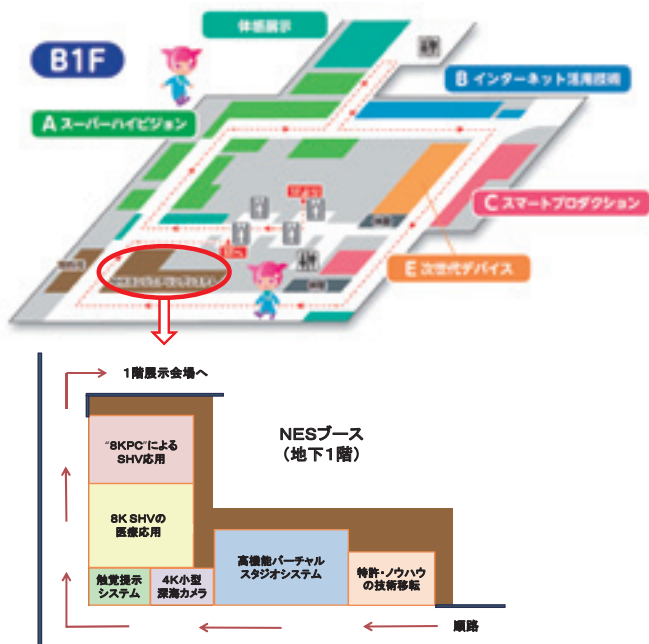 体感展示
B1F
B インターネット活用技術
A スーパーハイビジョン
C スマートプロダクション
E 次世代デバイス
1階展示会場へ
NESブース
(地下1階)
"8KPC"による
SHV応用
8K SHVの
医療応用
触覚提示
システム
4K小型
深海カメラ
高機能バーチャル
スタジオシステム
特許・ノウハウ
の技術移転
順路